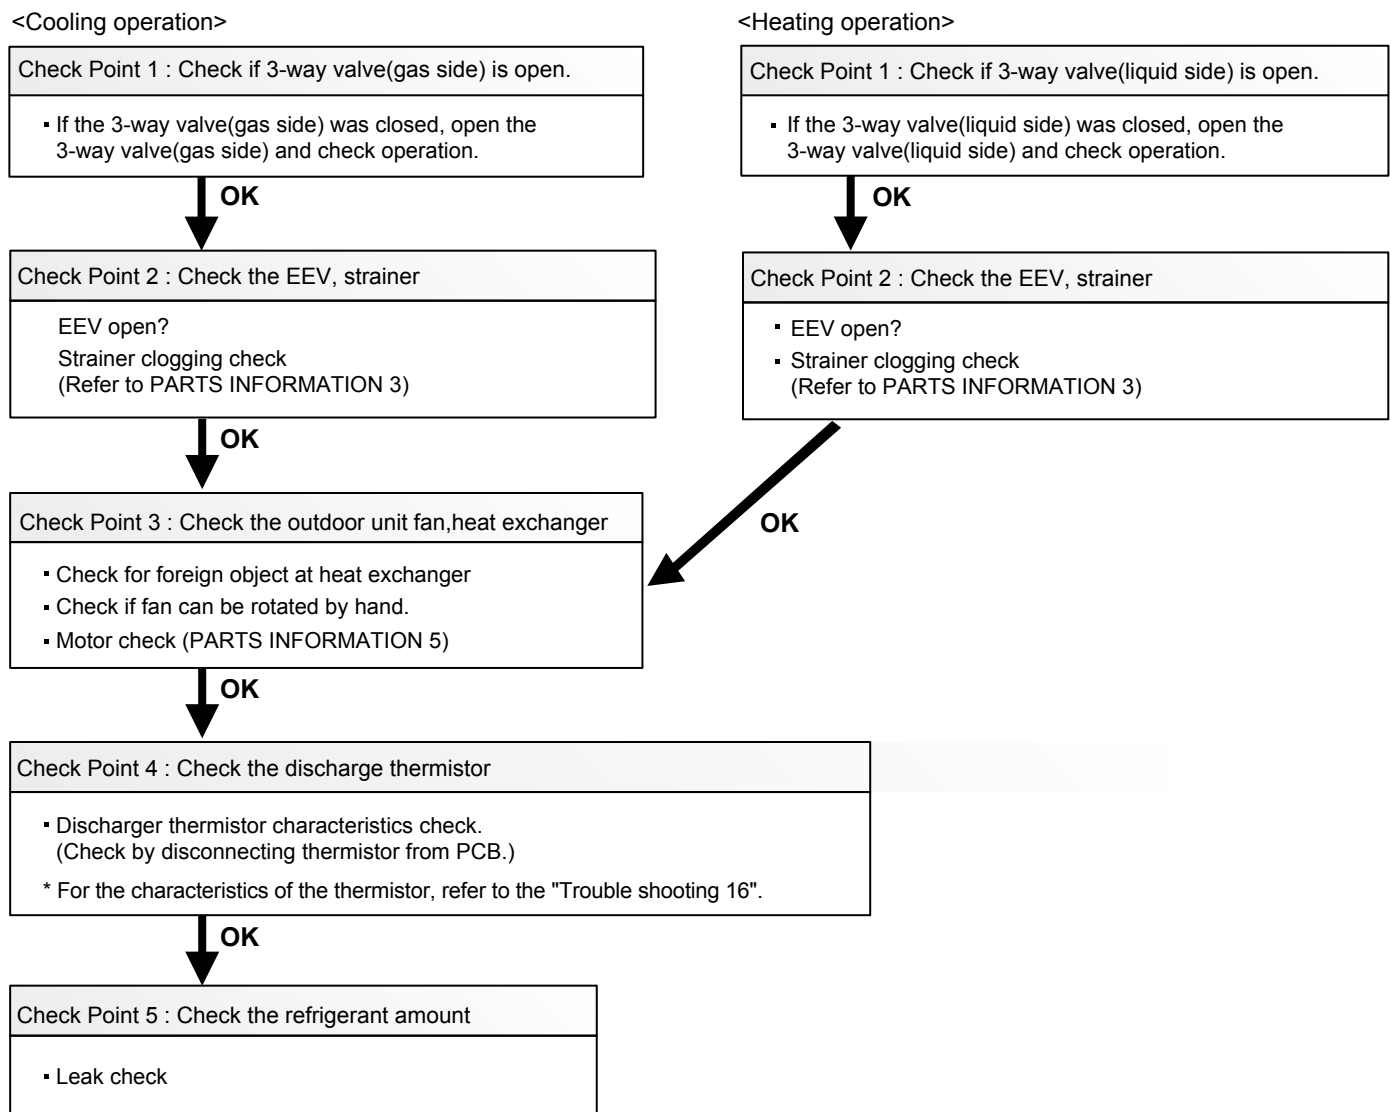 <Cooling operation>
Check Point 1 : Check if 3-way valve(gas side) is open.
▪ If the 3-way valve(gas side) was closed, open the
3-way valve(gas side) and check operation.
OK
Check Point 2 : Check the EEV, strainer
EEV open?
Strainer clogging check
(Refer to PARTS INFORMATION 3)
OK
<Heating operation>
Check Point 1 : Check if 3-way valve(liquid side) is open.
▪ If the 3-way valve(liquid side) was closed, open the
3-way valve(liquid side) and check operation.
OK
Check Point 2 : Check the EEV, strainer
▪ EEV open?
▪ Strainer clogging check
(Refer to PARTS INFORMATION 3)
OK
Check Point 3 : Check the outdoor unit fan,heat exchanger
▪ Check for foreign object at heat exchanger
▪ Check if fan can be rotated by hand.
▪ Motor check (PARTS INFORMATION 5)
OK
Check Point 4 : Check the discharge thermistor
▪ Discharger thermistor characteristics check.
(Check by disconnecting thermistor from PCB.)
* For the characteristics of the thermistor, refer to the "Trouble shooting 16".
OK
Check Point 5 : Check the refrigerant amount
▪ Leak check